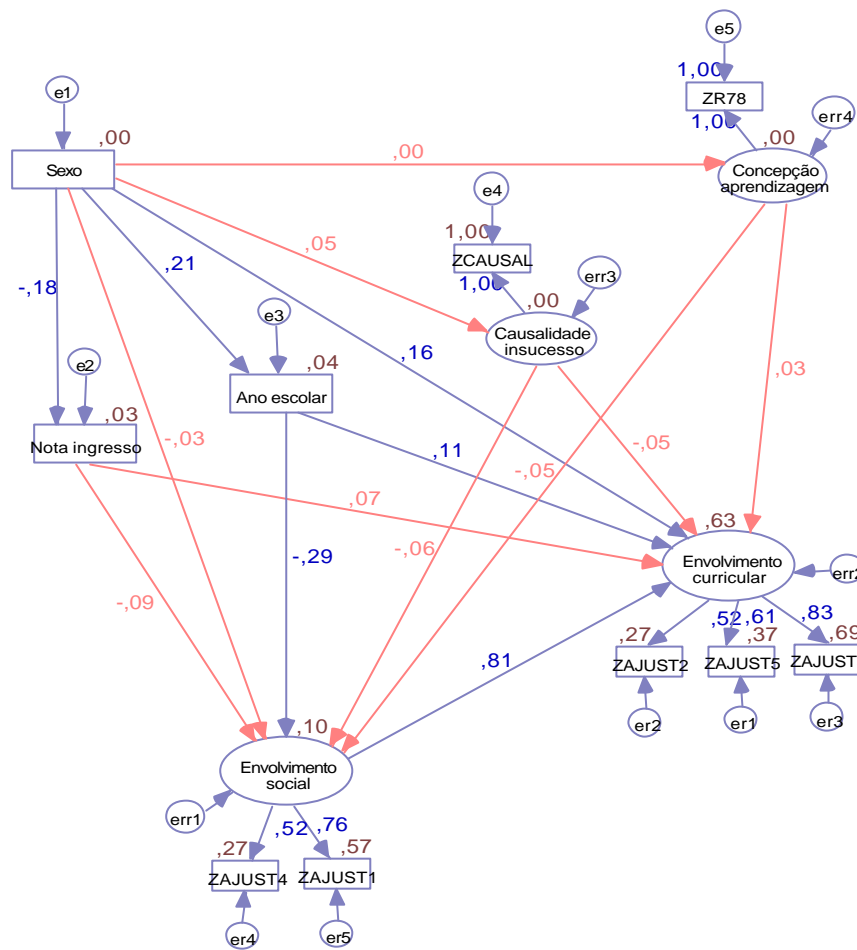 e5
1,00
ZR78
1,00
err4
,00
Concepção
aprendizagem
e1
,00
Sexo
,00
e4
1,00
ZCAUSAL
1,00
err3
,00
Causalidade
insucesso
,05
-,18
,21
e3
,04
Ano escolar
e2
,03
Nota ingresso
,16
,03
-,03
,11
-,05
-,05
,07
-,29
-,06
-,09
,63
Envolvimento
curricular
err2
,52
,61
,83
,27
,37
,69
ZAJUST2
ZAJUST5
ZAJUST
er2
er1
er3
,81
,10
Envolvimento
social
err1
,52
,76
,27
,57
ZAJUST4
ZAJUST1
er4
er5